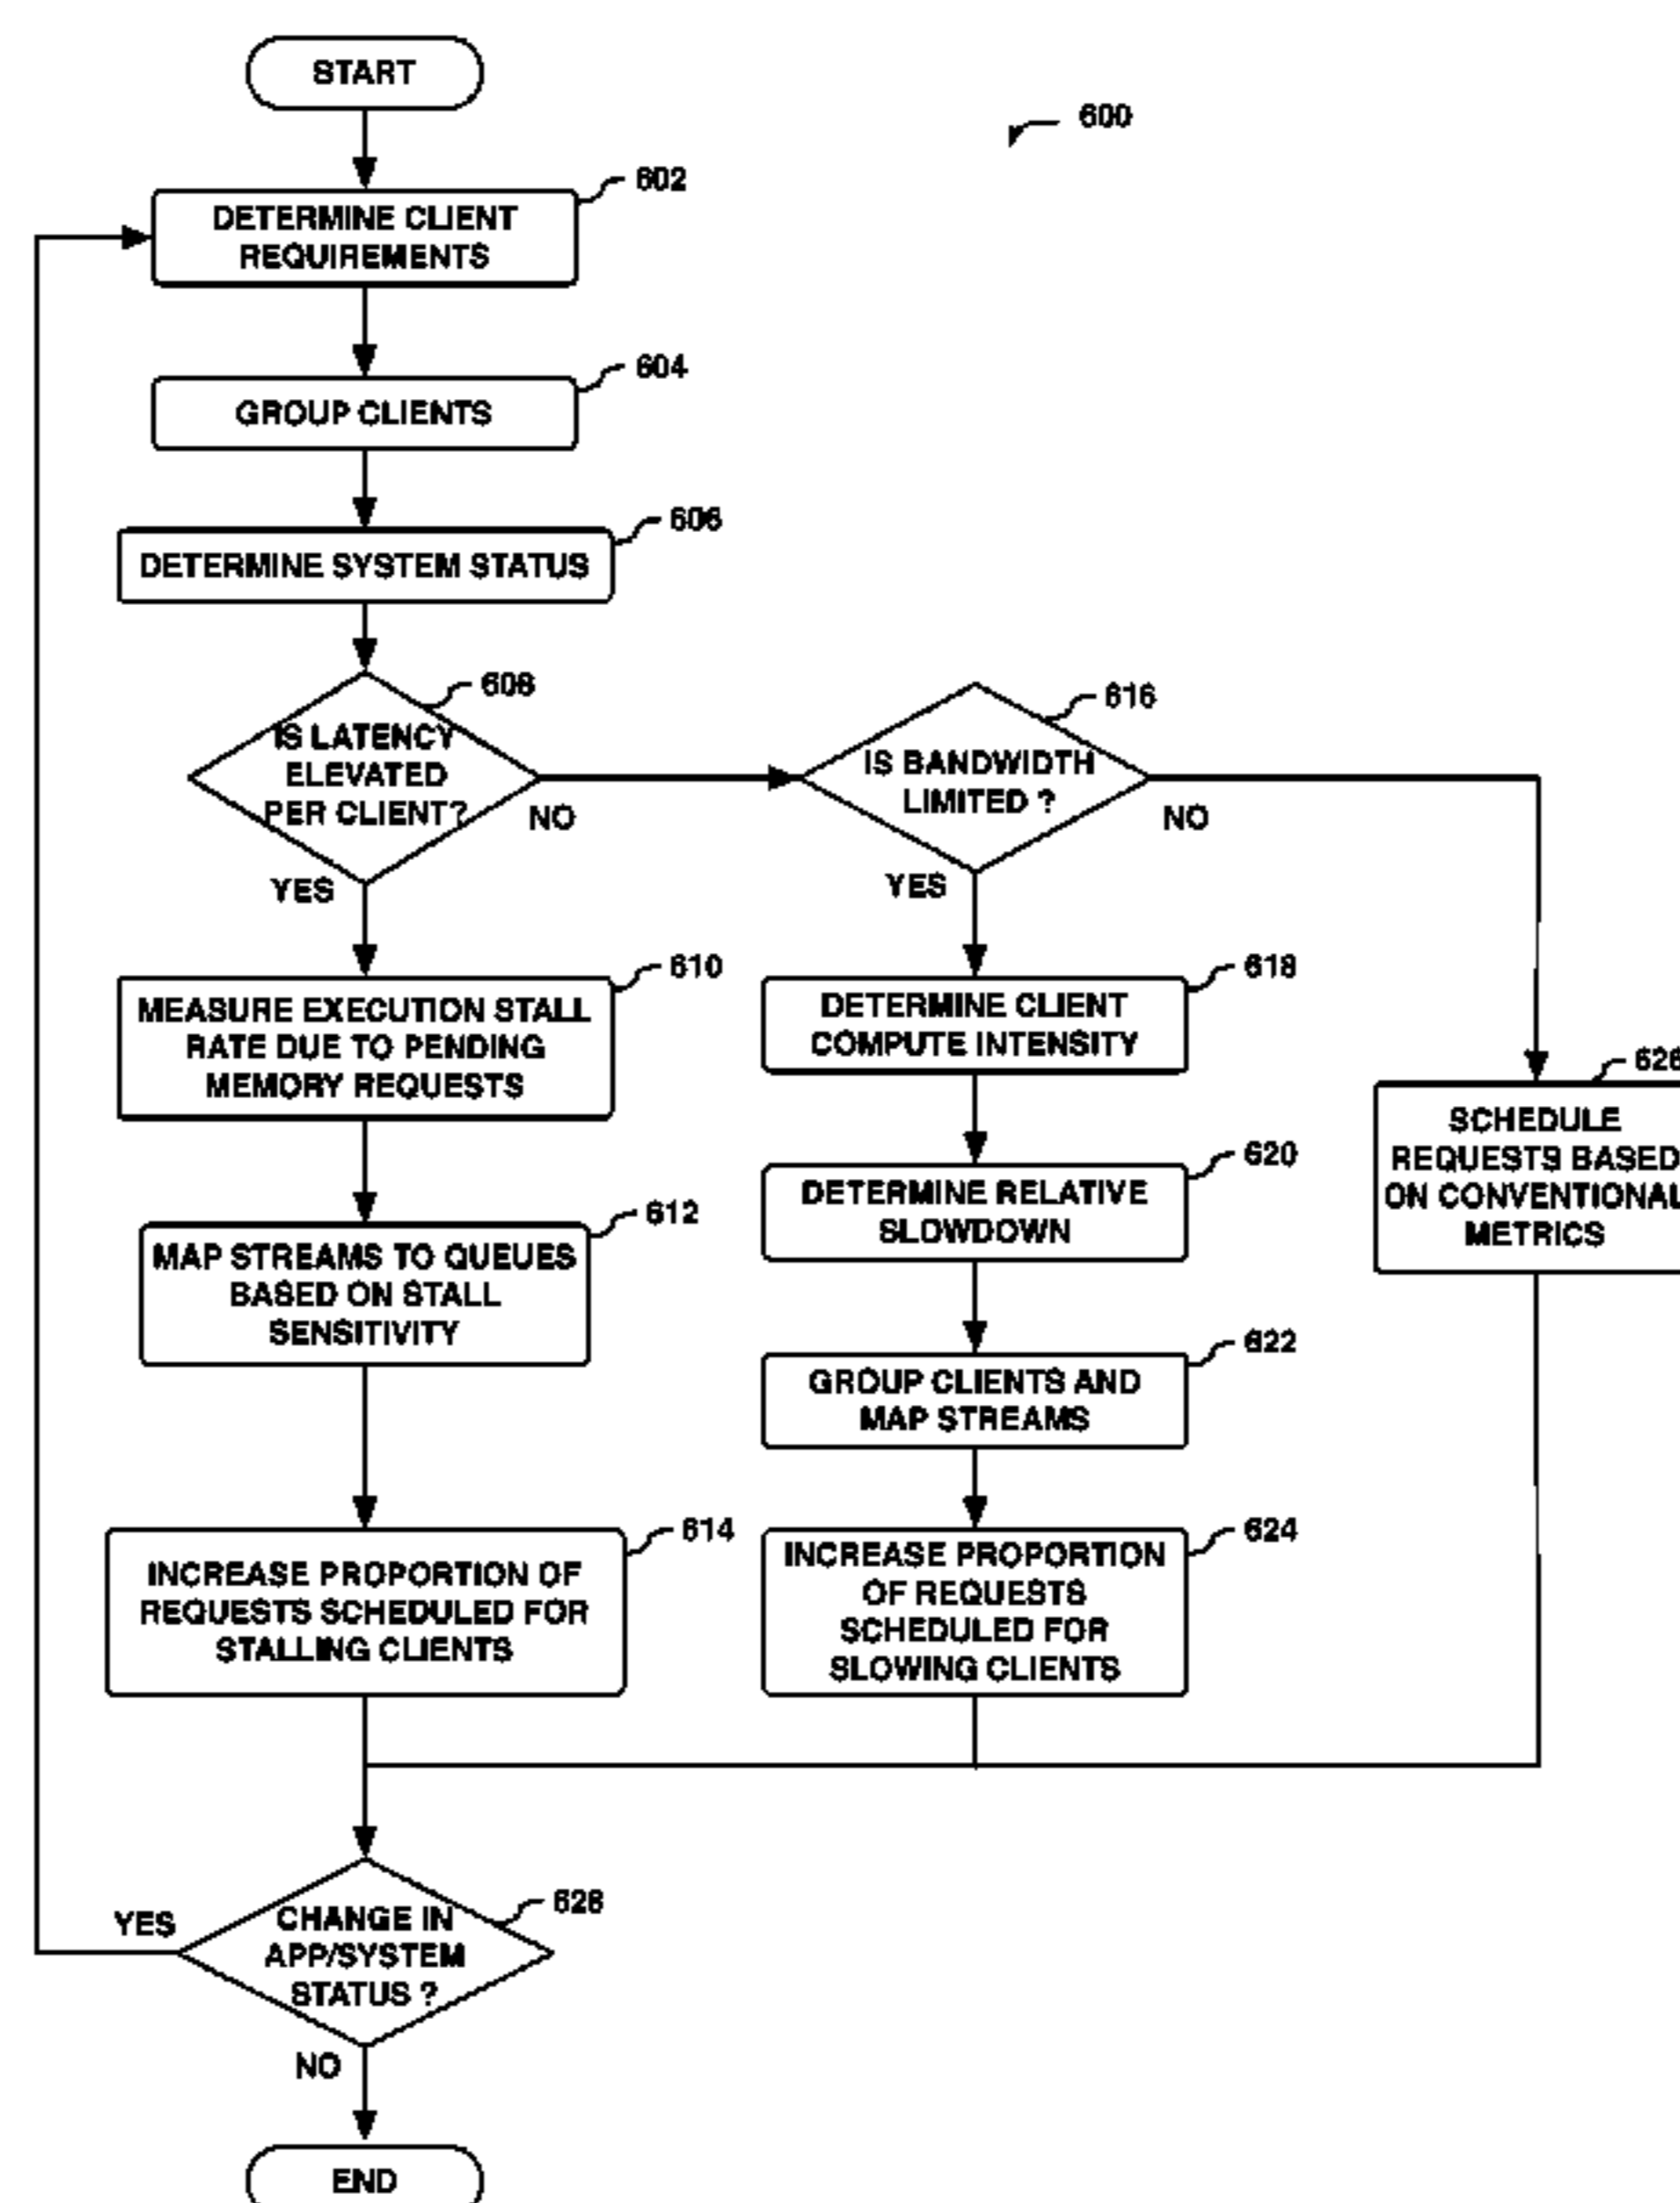 START
600
602
DETERMINE CLIENT
REQUIREMENTS
604
GROUP CLIENTS
606
DETERMINE SYSTEM STATUS
608
IS LATENCY
ELEVATED
PER CLIENT?
NO
YES
616
IS BANDWIDTH
LIMITED ?
NO
YES
610
MEASURE EXECUTION STALL
RATE DUE TO PENDING
MEMORY REQUESTS
612
MAP STREAMS TO QUEUES
BASED ON STALL
SENSITIVITY
614
INCREASE PROPORTION OF
REQUESTS SCHEDULED FOR
STALLING CLIENTS
618
DETERMINE CLIENT
COMPUTE INTENSITY
620
DETERMINE RELATIVE
SLOWDOWN
622
GROUP CLIENTS AND
MAP STREAMS
624
INCREASE PROPORTION
OF REQUESTS
SCHEDULED FOR
SLOWING CLIENTS
626
SCHEDULE
REQUESTS BASED
ON CONVENTIONAL
METRICS
628
CHANGE IN
APP/SYSTEM
STATUS ?
YES
NO
END